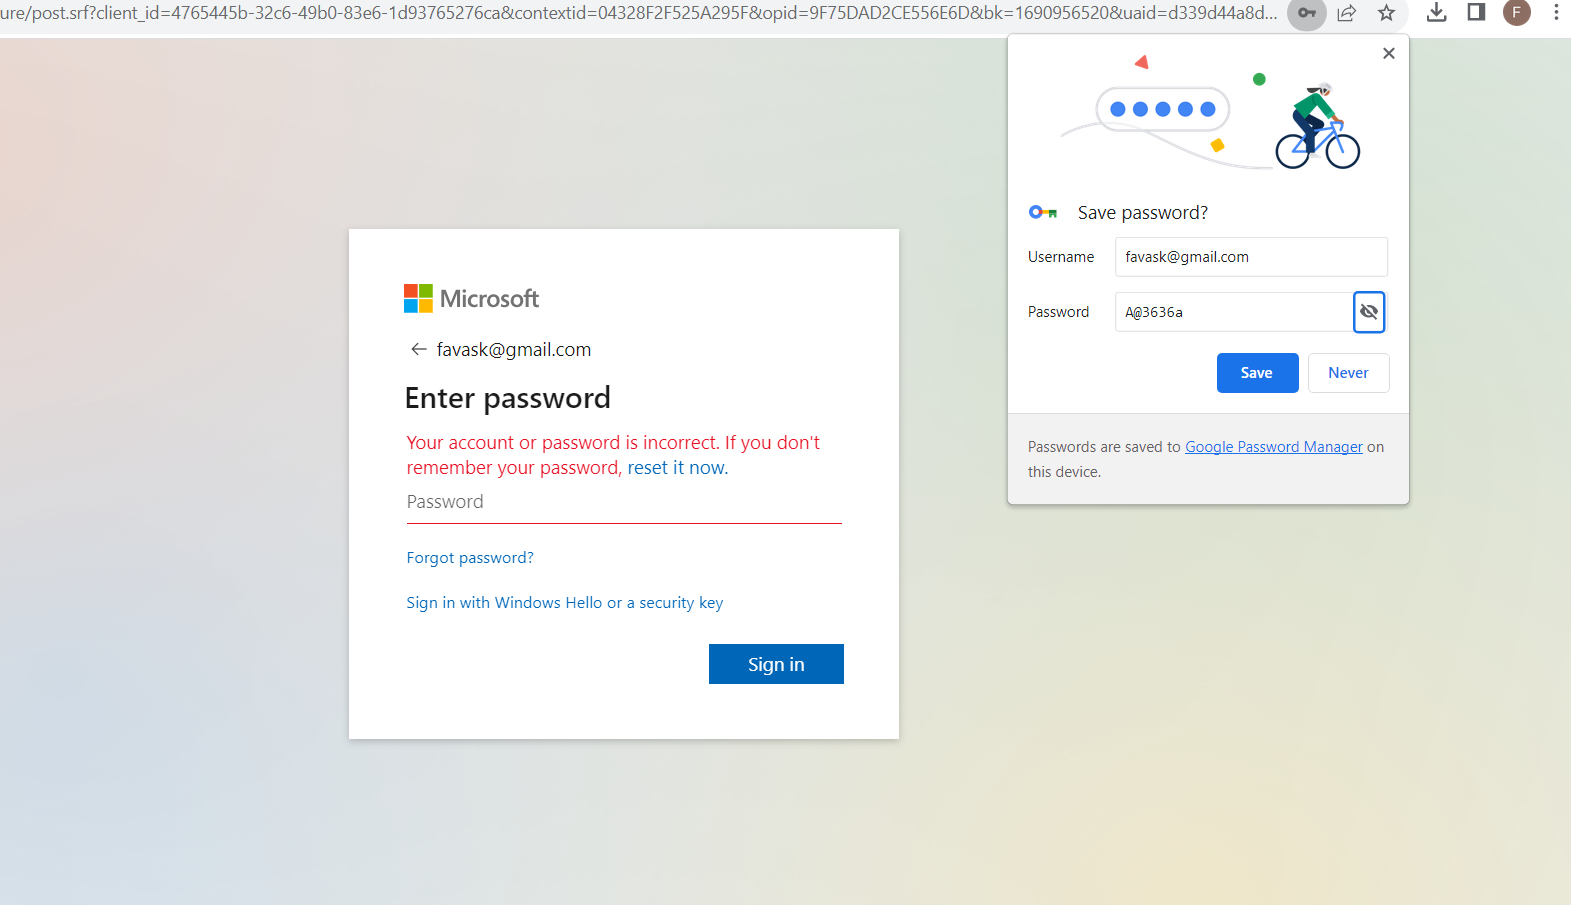 ure/post.srf?client_id=4765445b-32c6-49b0-83e6-1d93765276ca&contextid=04328F2F525A295F&opid=9F75DAD2CE556E6D&bk=1690956520&uaid=d339d44a8d...
F
Save password?
Username
favask@gmail.com
Password
A@3636a
Save
Never
Passwords are saved to Google Password Manager on
this device.
Microsoft
favask@gmail.com
Enter password
Your account or password is incorrect. If you don't
remember your password, reset it now.
Password
Forgot password?
Sign in with Windows Hello or a security key
Sign in